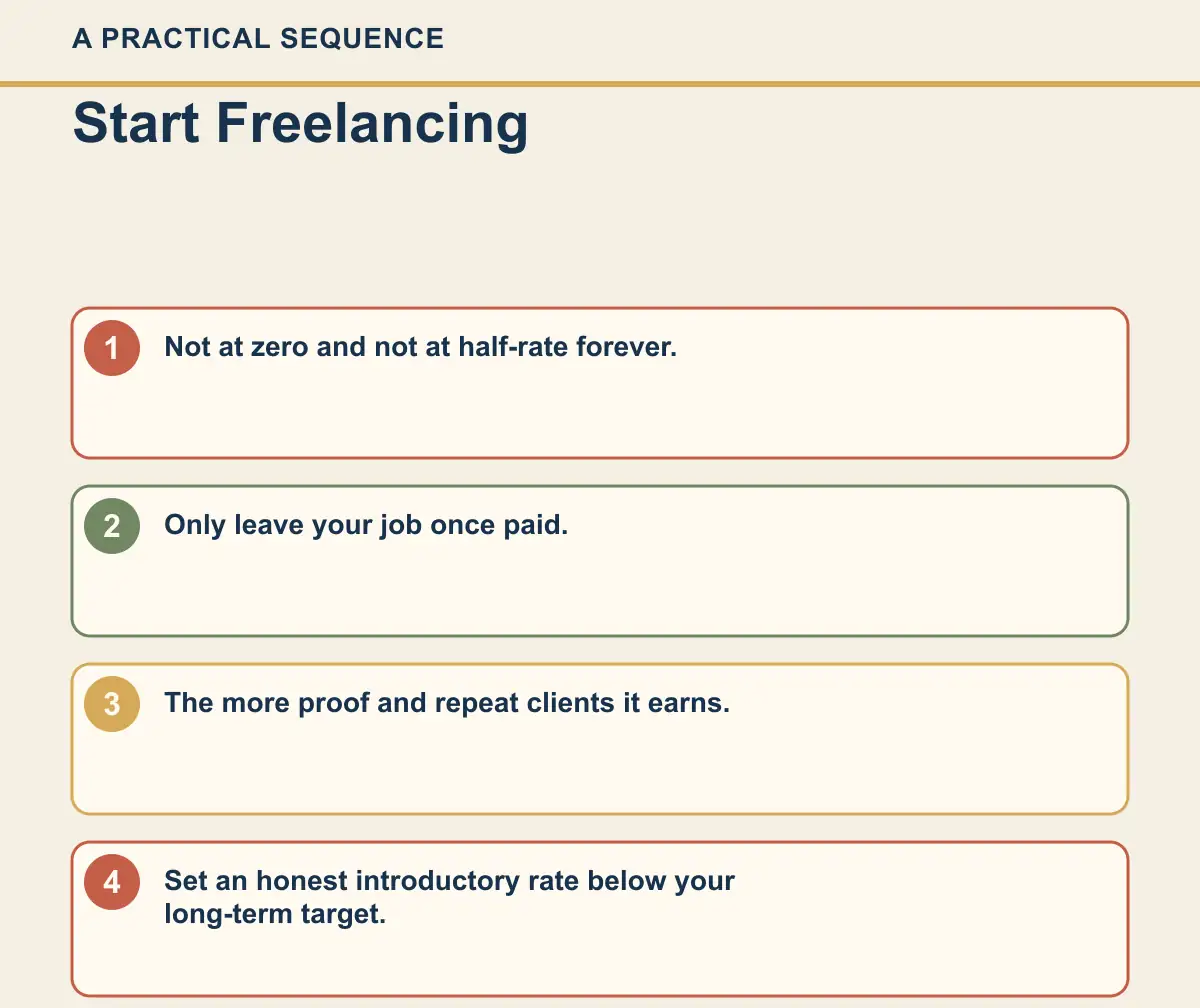 A PRACTICAL SEQUENCE
Start Freelancing
1
Not at zero and not at half-rate forever.
2
Only leave your job once paid.
3
The more proof and repeat clients it earns.
4
Set an honest introductory rate below your
long-term target.